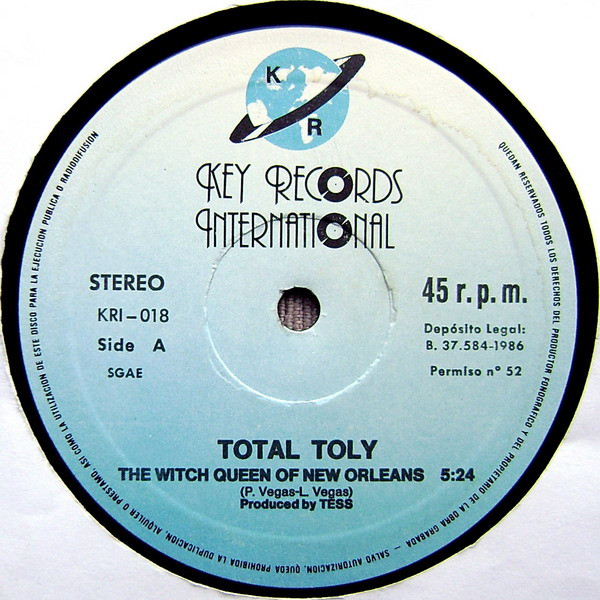 K
R
KEY RECORDS
INTERNATIONAL
STEREO
KRI-018
Side A
SGAE
45 r.p.m.
Depósito Legal:
B. 37.584-1986
Permiso nº 52
TOTAL TOLY
THE WITCH QUEEN OF NEW ORLEANS 5:24
(P. Vegas-L. Vegas)
Produced by TESS
QUEDAN RESERVADOS TODOS LOS DERECHOS DEL PRODUCTOR FONOGRAFICO Y DEL PROPIETARIO DE LA OBRA GRABADA — SALVO AUTORIZACION, QUEDA PROHIBIDA LA DUPLICACION, ALQUILER O PRESTAMO, ASI COMO LA UTILIZACION DE ESTE DISCO PARA LA EJECUCION PUBLICA O RADIODIFUSION